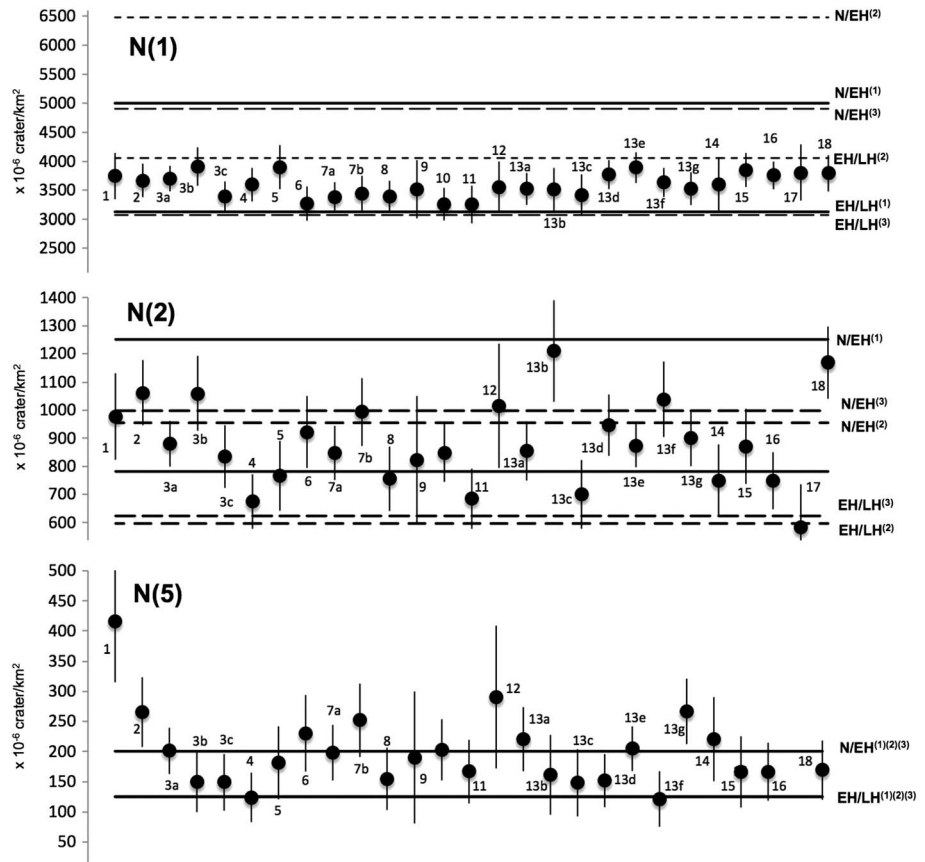 N(1)
x 10⁻⁶ crater/km²
6500
6000
5500
5000
4500
4000
3500
3000
2500
N/EH⁽²⁾
N/EH⁽¹⁾
N/EH⁽³⁾
EH/LH⁽²⁾
EH/LH⁽¹⁾
EH/LH⁽³⁾
1 2 3a 3b 3c 4 5 6 7a 7b 8 9 10 11 12 13a 13b 13c 13d 13e 13f 13g 14 15 16 17 18
N(2)
x 10⁻⁶ crater/km²
1400
1300
1200
1100
1000
900
800
700
600
N/EH⁽¹⁾
N/EH⁽³⁾
N/EH⁽²⁾
EH/LH⁽³⁾
EH/LH⁽²⁾
1 2 3a 3b 3c 4 5 6 7a 7b 8 9 11 12 13a 13b 13c 13d 13e 13f 13g 14 15 16 17 18
N(5)
x 10⁻⁶ crater/km²
500
450
400
350
300
250
200
150
100
50
N/EH⁽¹⁾⁽²⁾⁽³⁾
EH/LH⁽¹⁾⁽²⁾⁽³⁾
1 2 3a 3b 3c 4 5 6 7a 7b 8 9 11 12 13a 13b 13c 13d 13e 13f 13g 14 15 16 18